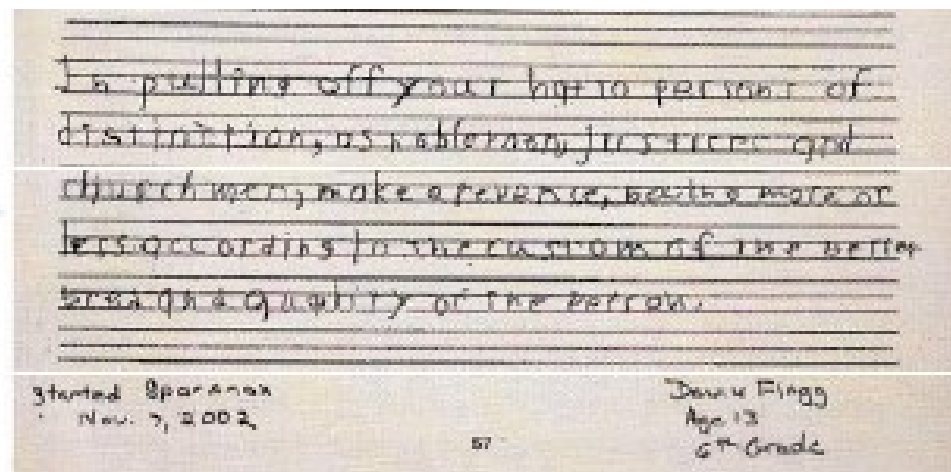 In pulling off your hat to persons of
distinction, as noblemen, justices and
churchmen, make a reverence, bowing more or
less according to the custom of the better
bred and quality of the person.
Started
Nov. 7, 2002
Flagg
Age 13
6th Grade
57